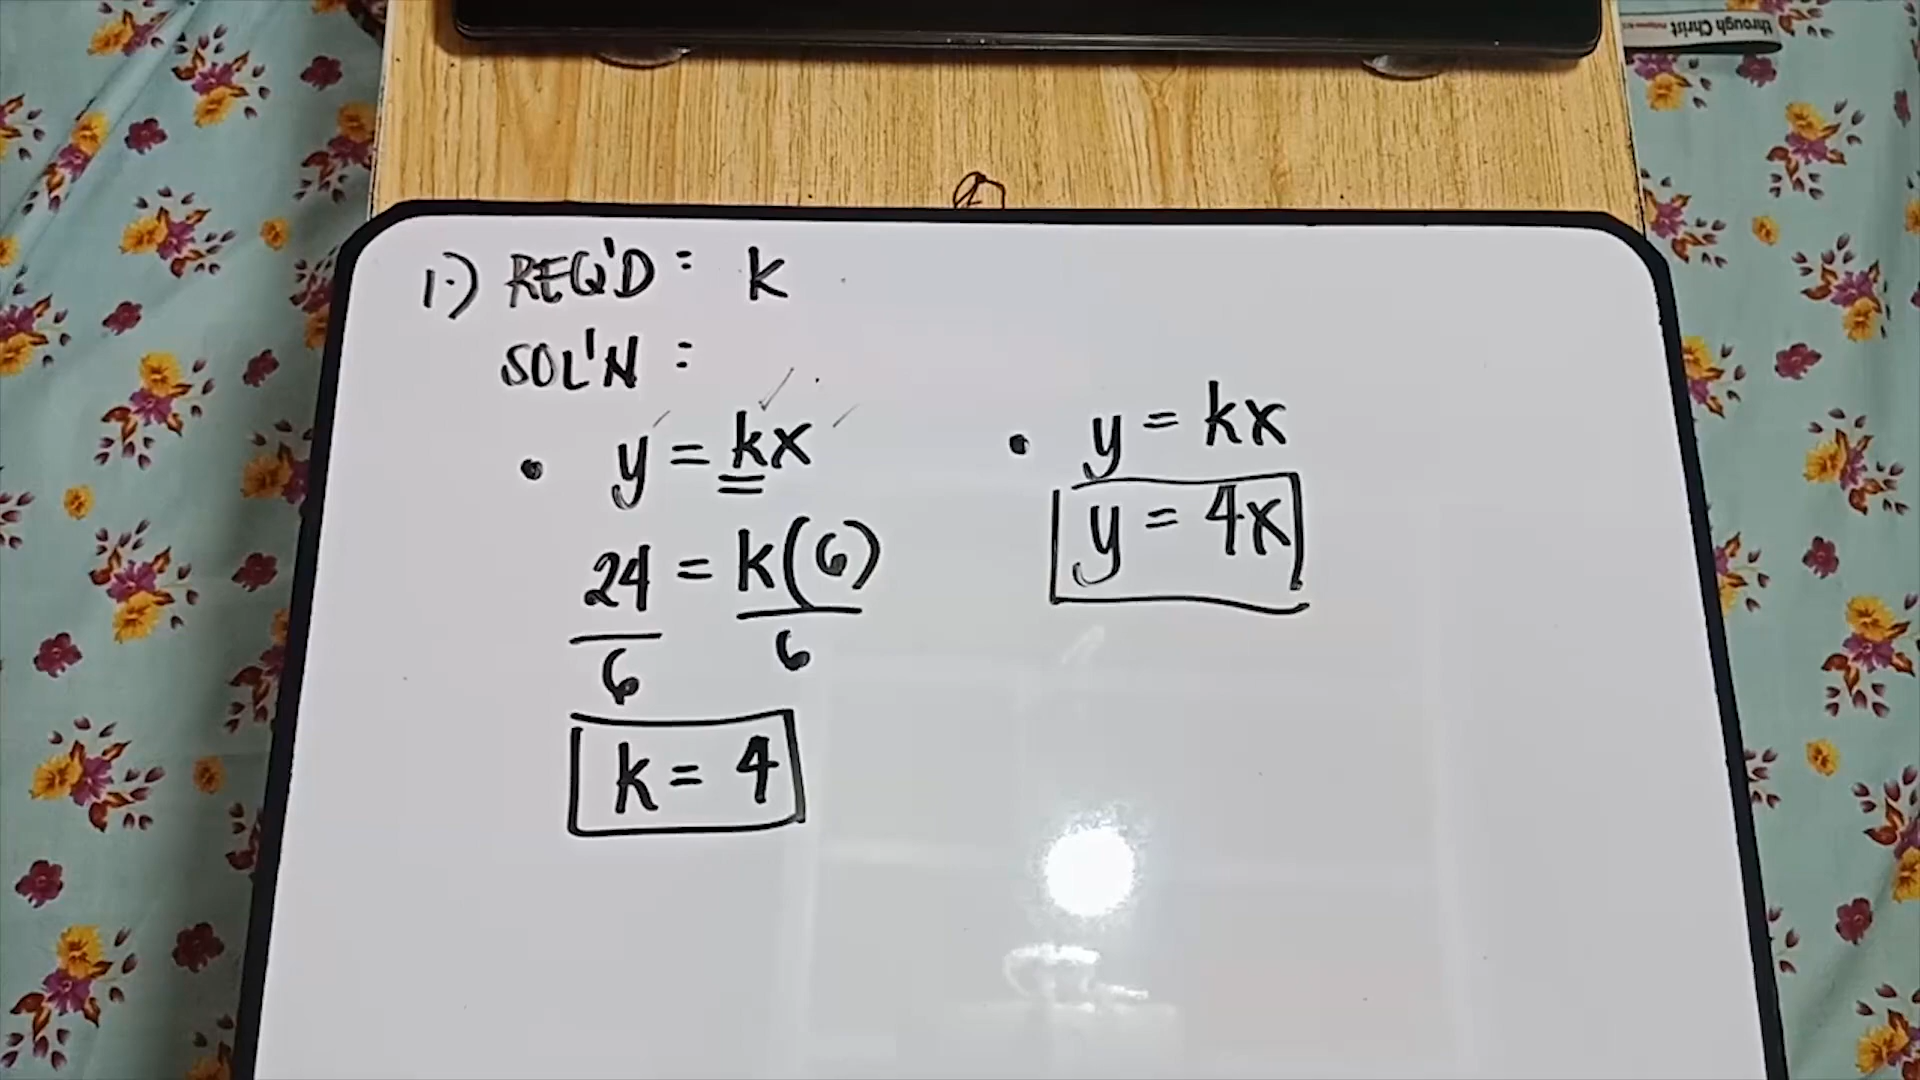 through Christ
1.) REQ'D: K
SOL'N:
• y = kx
24 = k(6)
6 6
k = 4
• y = kx
y = 4x